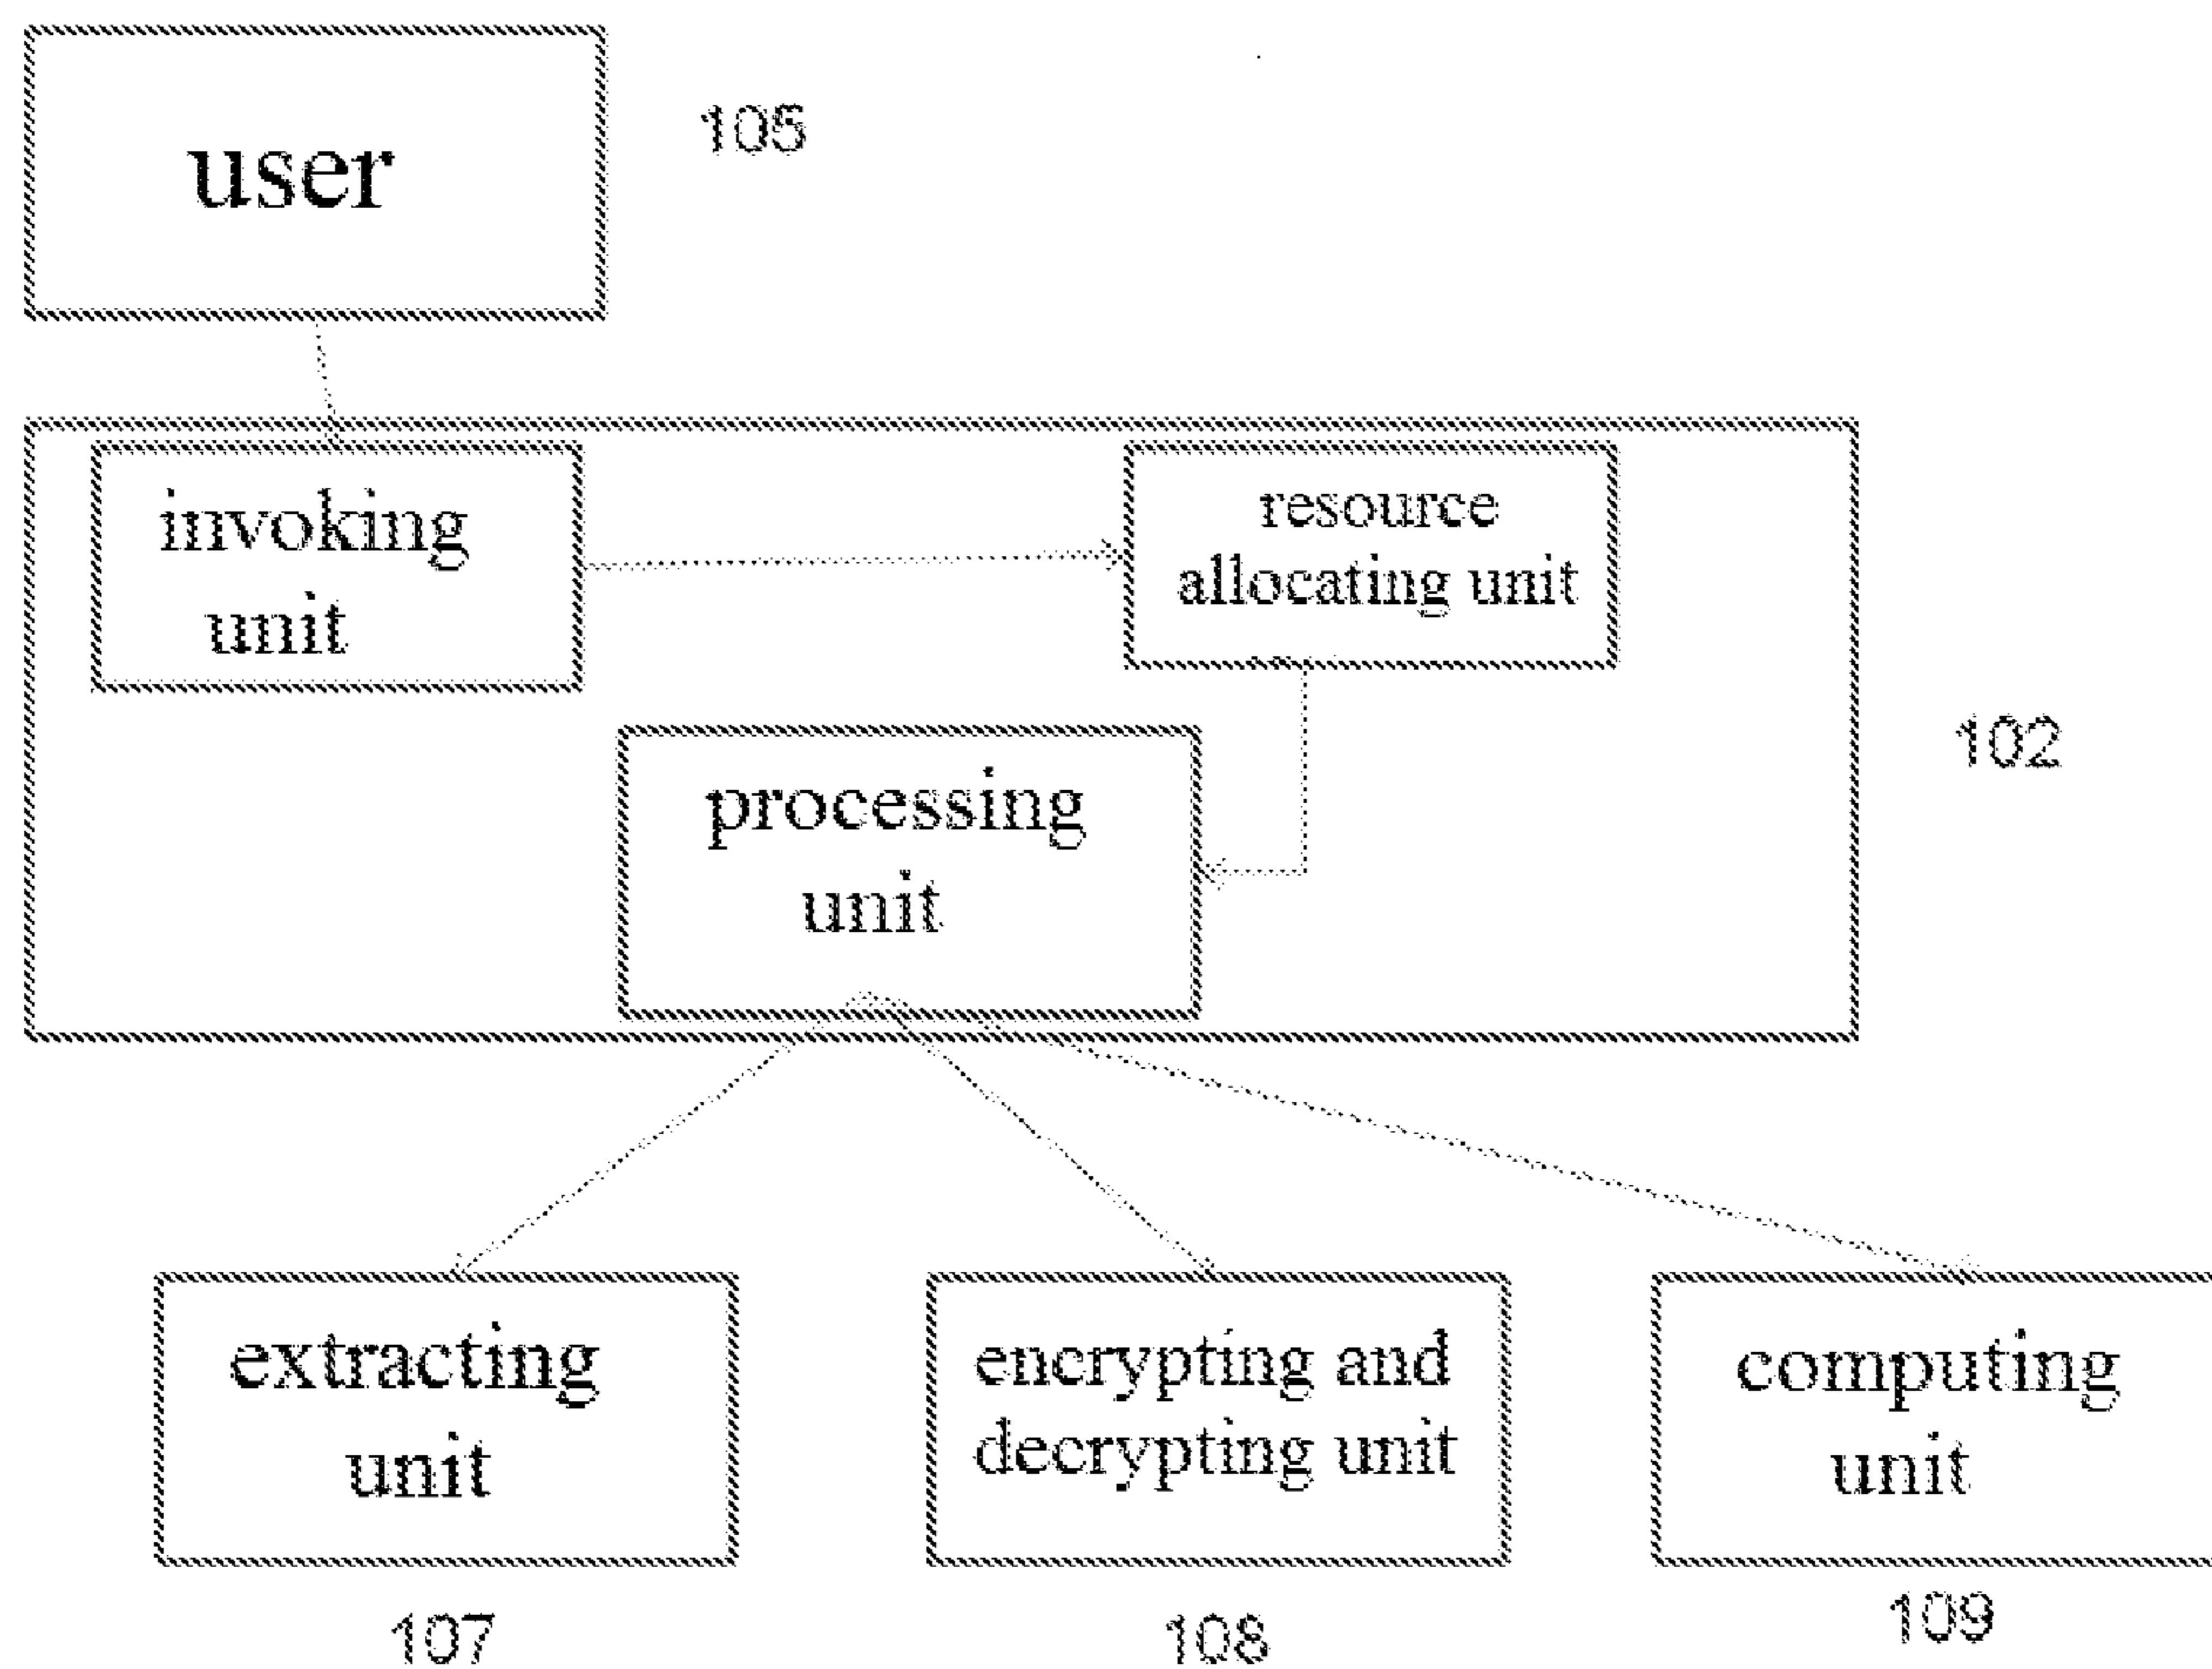 user
105
invoking
unit
resource
allocating unit
processing
unit
102
extracting
unit
encrypting and
decrypting unit
computing
unit
107
108
109